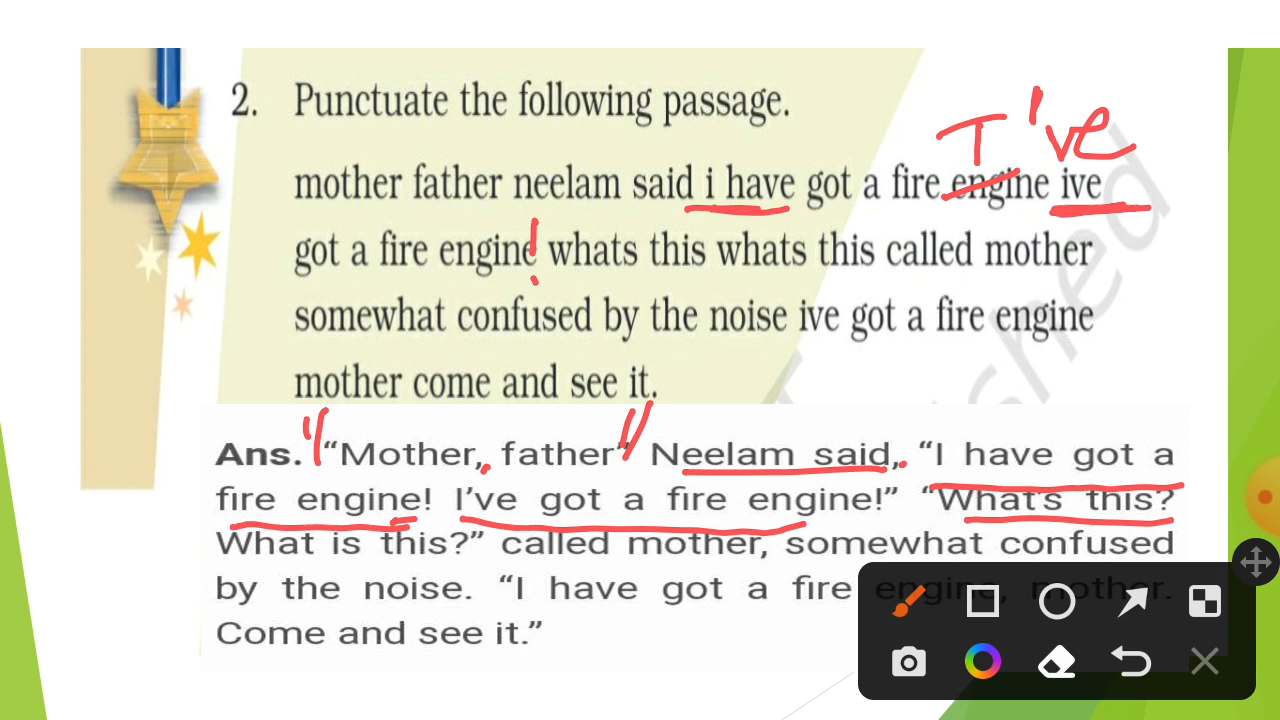 2. Punctuate the following passage.
I've
mother father neelam said i have got a fire engine ive
got a fire engine! whats this whats this called mother
somewhat confused by the noise ive got a fire engine
mother come and see it.
shed
Ans. “Mother, father” Neelam said, “I have got a
fire engine! I’ve got a fire engine!” “What’s this?
What is this?” called mother, somewhat confused
by the noise. “I have got a fire engine, mother.
Come and see it.”